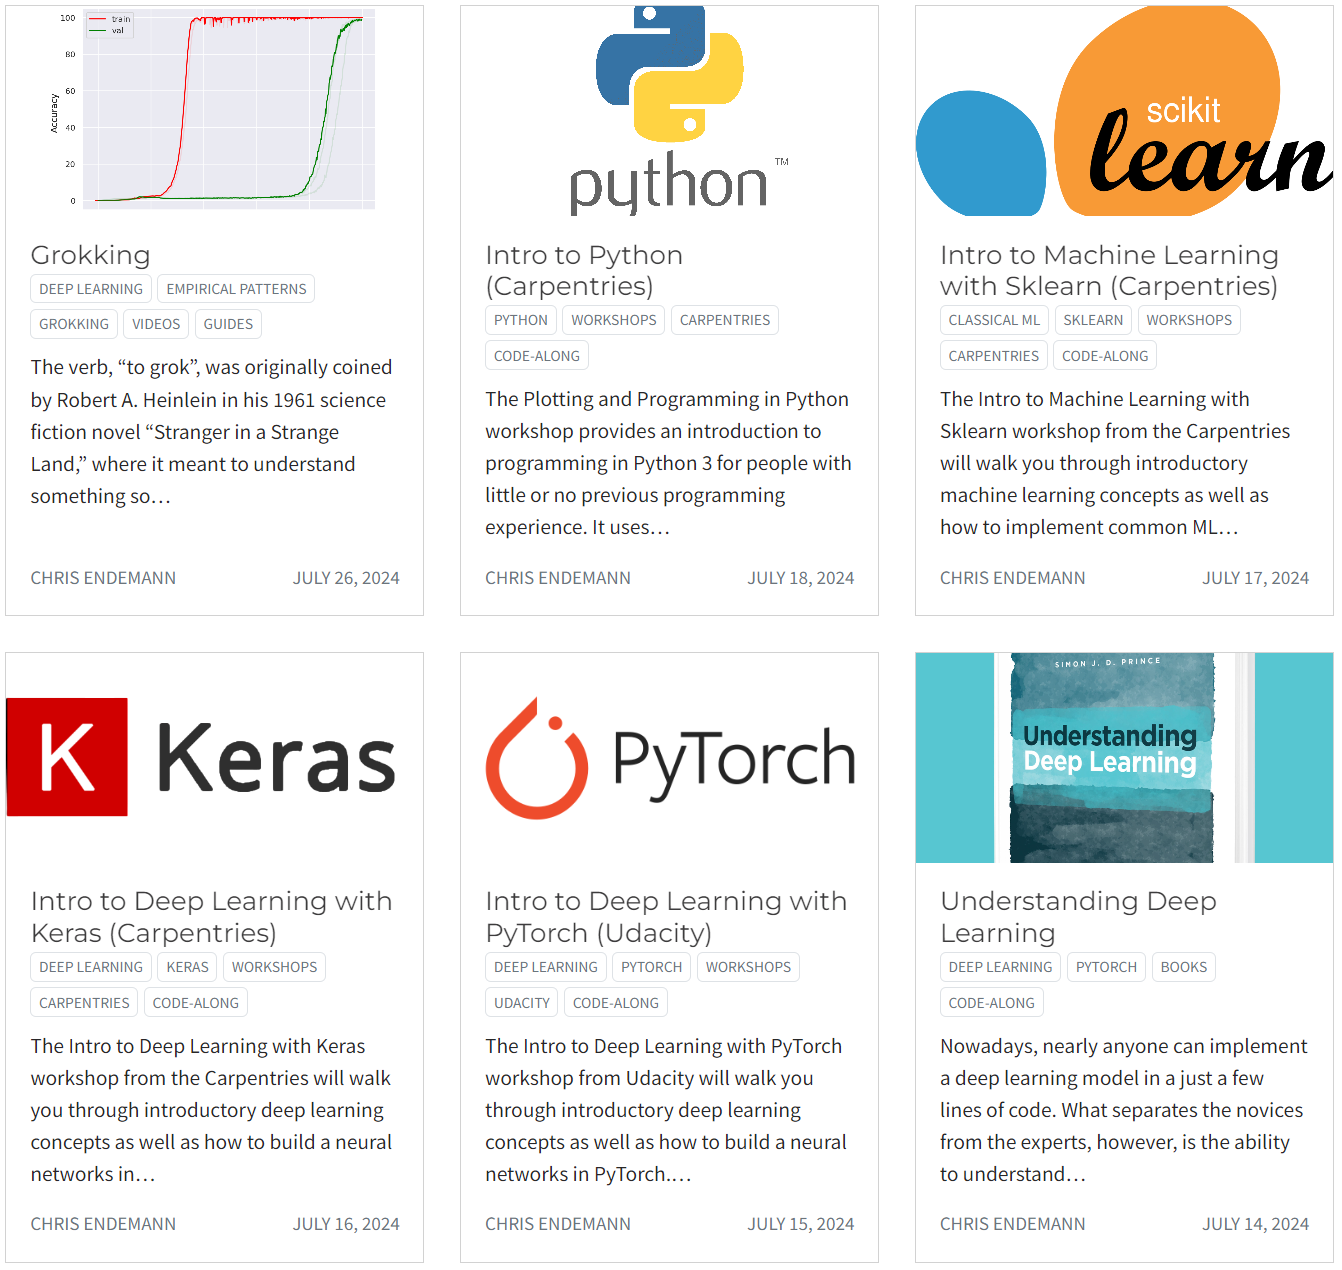 100
80
60
40
20
0
Accuracy
train
val
Grokking
DEEP LEARNING EMPIRICAL PATTERNS
GROKKING VIDEOS GUIDES
The verb, “to grok”, was originally coined
by Robert A. Heinlein in his 1961 science
fiction novel “Stranger in a Strange
Land,” where it meant to understand
something so…
CHRIS ENDEMANN JULY 26, 2024
python TM
Intro to Python
(Carpentries)
PYTHON WORKSHOPS CARPENTRIES
CODE-ALONG
The Plotting and Programming in Python
workshop provides an introduction to
programming in Python 3 for people with
little or no previous programming
experience. It uses…
CHRIS ENDEMANN JULY 18, 2024
scikit
learn
Intro to Machine Learning
with Sklearn (Carpentries)
CLASSICAL ML SKLEARN WORKSHOPS
CARPENTRIES CODE-ALONG
The Intro to Machine Learning with
Sklearn workshop from the Carpentries
will walk you through introductory
machine learning concepts as well as
how to implement common ML…
CHRIS ENDEMANN JULY 17, 2024
K Keras
Intro to Deep Learning with
Keras (Carpentries)
DEEP LEARNING KERAS WORKSHOPS
CARPENTRIES CODE-ALONG
The Intro to Deep Learning with Keras
workshop from the Carpentries will walk
you through introductory deep learning
concepts as well as how to build a neural
networks in…
CHRIS ENDEMANN JULY 16, 2024
PyTorch
Intro to Deep Learning with
PyTorch (Udacity)
DEEP LEARNING PYTORCH WORKSHOPS
UDACITY CODE-ALONG
The Intro to Deep Learning with PyTorch
workshop from Udacity will walk you
through introductory deep learning
concepts as well as how to build a neural
networks in PyTorch.…
CHRIS ENDEMANN JULY 15, 2024
SIMON J. D. PRINCE
Understanding
Deep Learning
Understanding Deep
Learning
DEEP LEARNING PYTORCH BOOKS
CODE-ALONG
Nowadays, nearly anyone can implement
a deep learning model in a just a few
lines of code. What separates the novices
from the experts, however, is the ability
to understand…
CHRIS ENDEMANN JULY 14, 2024